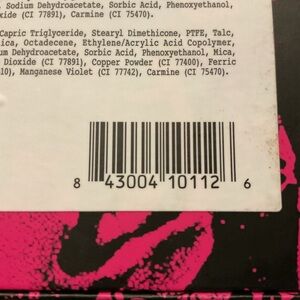 , Sodium Dehydroacetate, Sorbic Acid, Phenoxyethanol,
xide (CI 77891), Carmine (CI 75470).
Capric Triglyceride, Stearyl Dimethicone, PTFE, Talc,
ica, Octadecene, Ethylene/Acrylic Acid Copolymer,
um Dehydroacetate, Sorbic Acid, Phenoxyethanol, Mica,
Dioxide (CI 77891), Copper Powder (CI 77400), Ferric
510), Manganese Violet (CI 77742), Carmine (CI 75470).
8 43004 10112 6